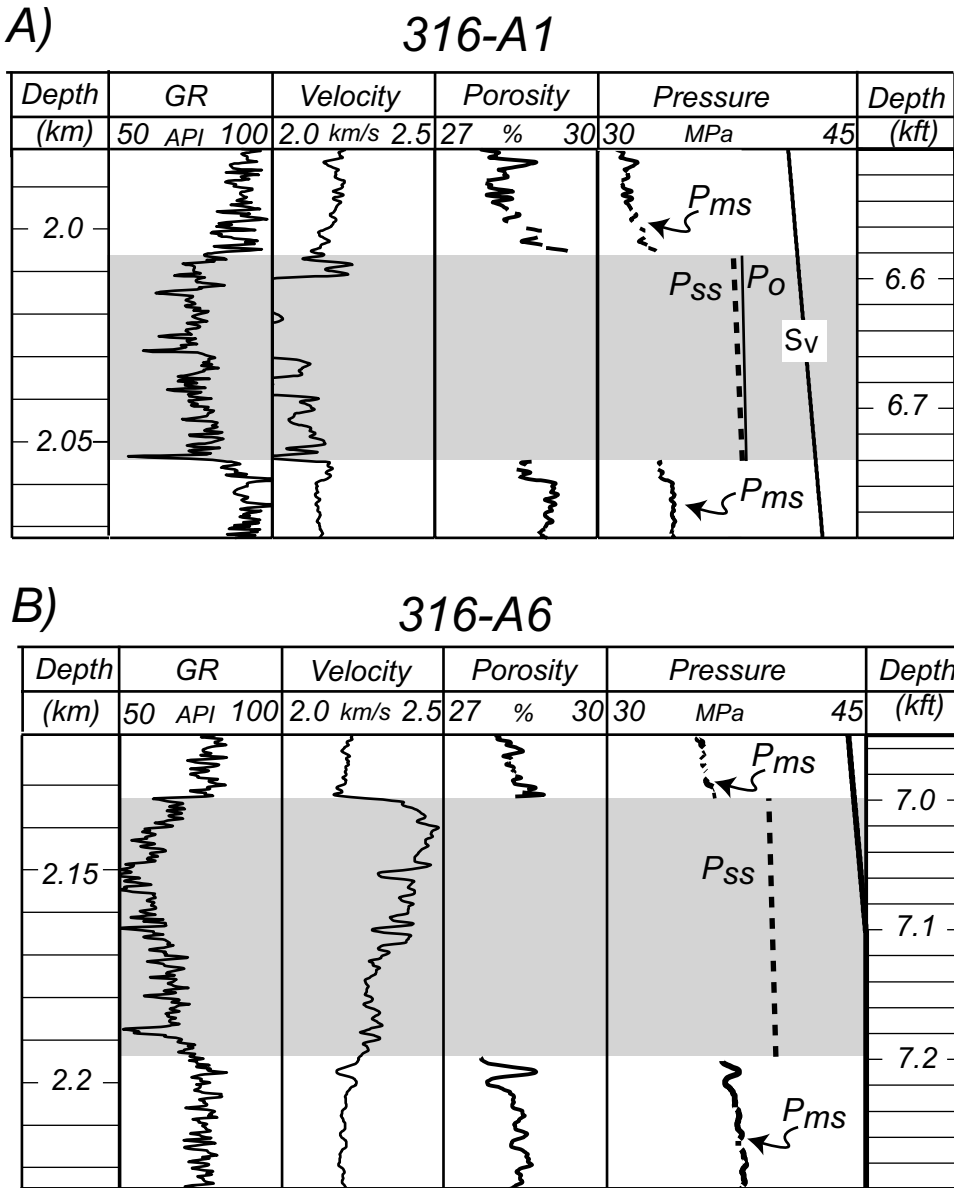 A)
316-A1
Depth GR Velocity Porosity Pressure Depth
(km) 50 API 100 2.0 km/s 2.5 27 % 30 30 MPa 45 (kft)
Pms
2.0
Pss Po 6.6
Sv
6.7
2.05
Pms
B)
316-A6
Depth GR Velocity Porosity Pressure Depth
(km) 50 API 100 2.0 km/s 2.5 27 % 30 30 MPa 45 (kft)
Pms
7.0
2.15 Pss
7.1
7.2
2.2
Pms